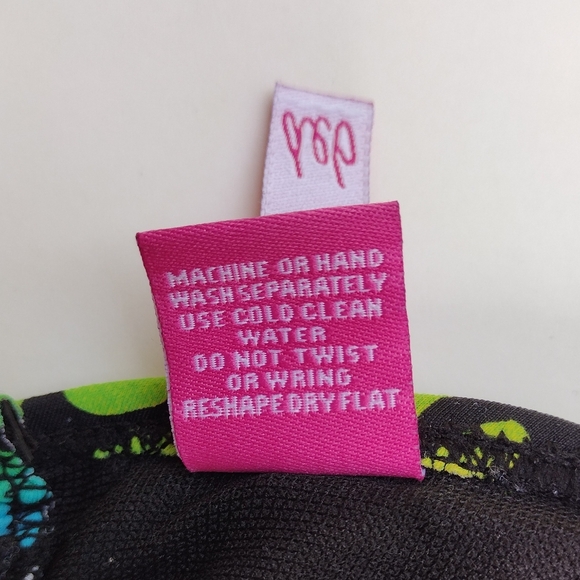 MACHINE OR HAND
WASH SEPARATELY
USE COLD CLEAN
WATER
DO NOT TWIST
OR WRING
RESHAPE DRY FLAT